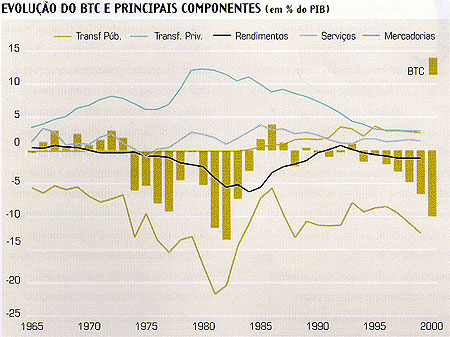 EVOLUÇÃO DO BTC E PRINCIPAIS COMPONENTES (em % do PIB)
15
Transf Púb. Transf. Priv. Rendimentos Serviços Mercadorias
BTC
10
5
0
-5
-10
-15
-20
-25
1965 1970 1975 1980 1985 1990 1995 2000